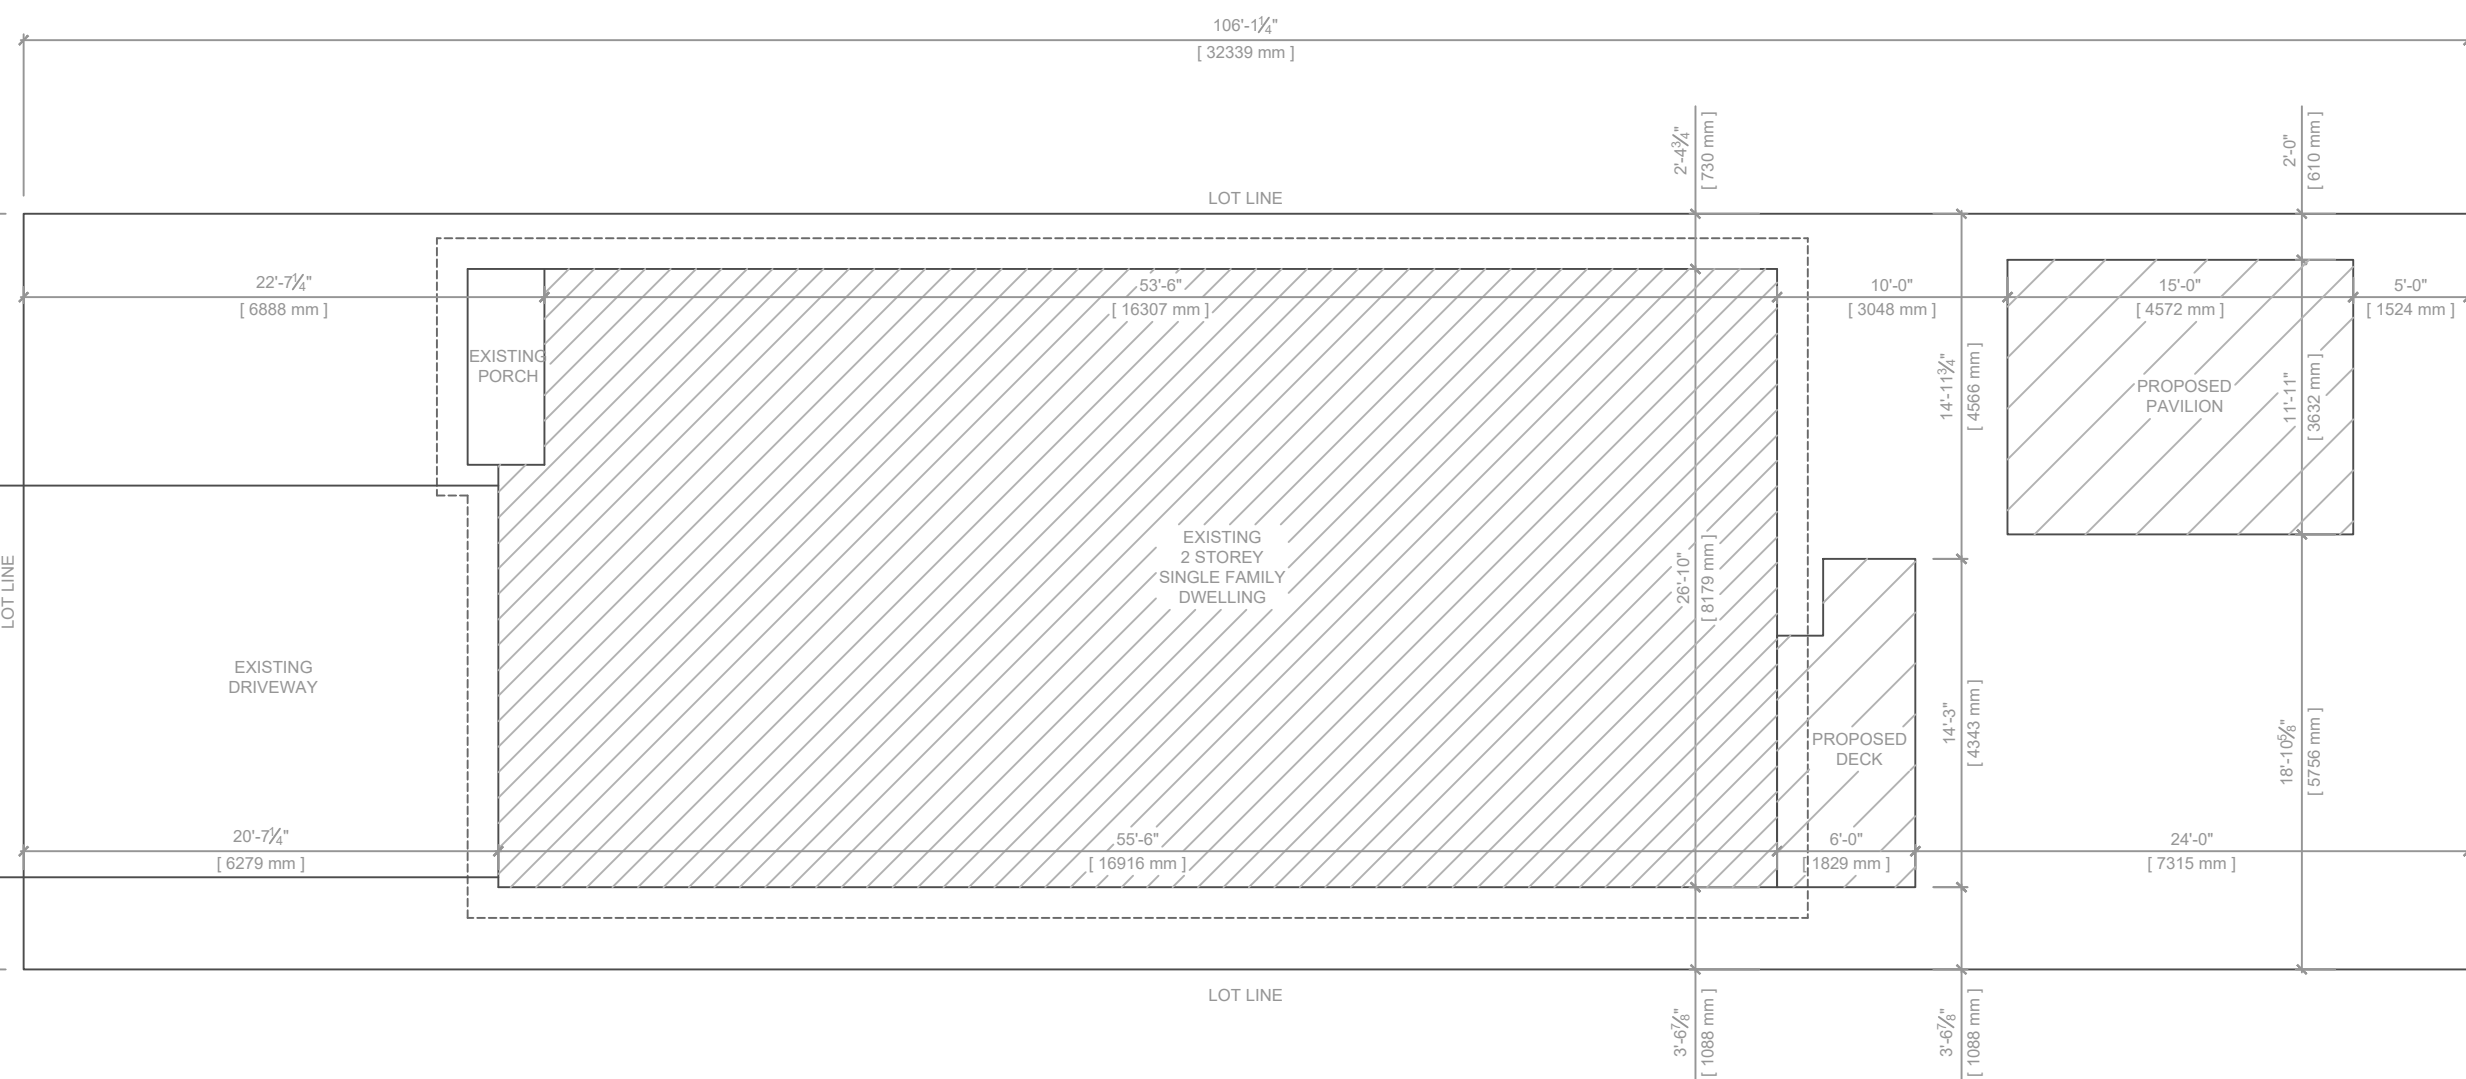 106'-1¼"
[ 32339 mm ]
2'-4¾"
[ 730 mm ]
2'-0"
[ 610 mm ]
LOT LINE
22'-7¼"
[ 6888 mm ]
53'-6"
[ 16307 mm ]
10'-0"
[ 3048 mm ]
15'-0"
[ 4572 mm ]
5'-0"
[ 1524 mm ]
EXISTING
PORCH
14'-11¾"
[ 4566 mm ]
PROPOSED
PAVILION
11'-11"
[ 3632 mm ]
LOT LINE
EXISTING
2 STOREY
SINGLE FAMILY
DWELLING
26'-10"
[ 8179 mm ]
EXISTING
DRIVEWAY
PROPOSED
DECK
14'-3"
[ 4343 mm ]
18'-10⅝"
[ 5756 mm ]
20'-7¼"
[ 6279 mm ]
55'-6"
[ 16916 mm ]
6'-0"
[ 1829 mm ]
24'-0"
[ 7315 mm ]
LOT LINE
3'-6⅞"
[ 1088 mm ]
3'-6⅞"
[ 1088 mm ]